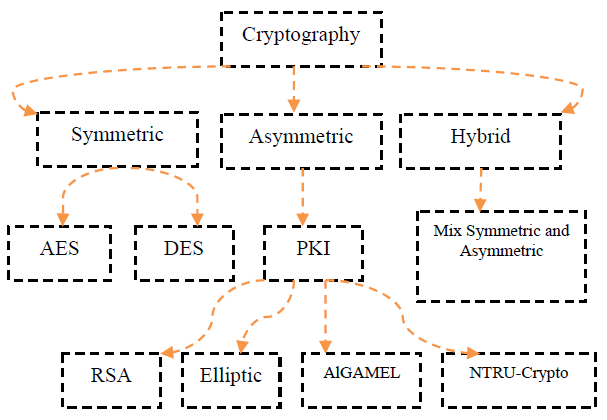 Cryptography
Symmetric
Asymmetric
Hybrid
AES
DES
PKI
Mix Symmetric and
Asymmetric
RSA
Elliptic
AlGAMEL
NTRU-Crypto